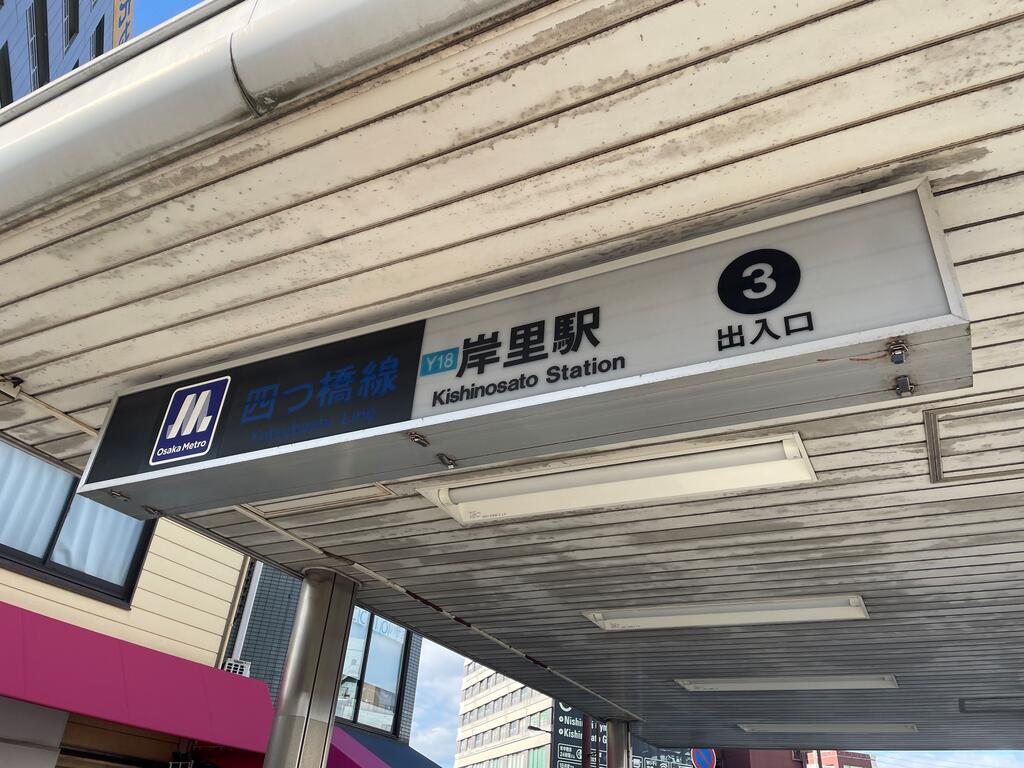 Osaka Metro
四つ橋線
Yotsubashi Line
Y18
岸里駅
Kishinosato Station
3
出入口